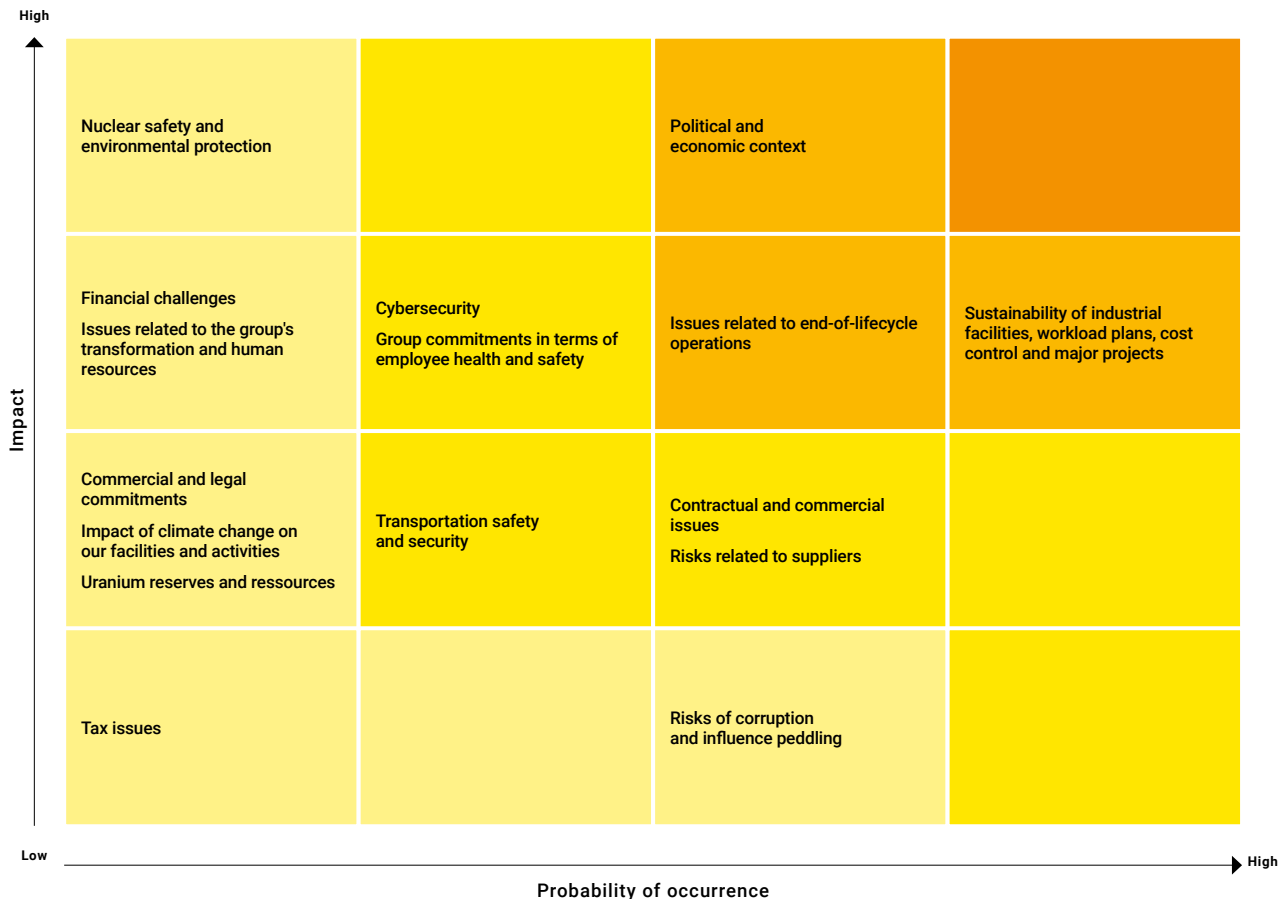 High
Nuclear safety and
environmental protection
Political and
economic context
Financial challenges
Issues related to the group's
transformation and human
resources
Cybersecurity
Group commitments in terms of
employee health and safety
Issues related to end-of-lifecycle
operations
Sustainability of industrial
facilities, workload plans, cost
control and major projects
Impact
Commercial and legal
commitments
Impact of climate change on
our facilities and activities
Uranium reserves and ressources
Transportation safety
and security
Contractual and commercial
issues
Risks related to suppliers
Tax issues
Risks of corruption
and influence peddling
Low
High
Probability of occurrence